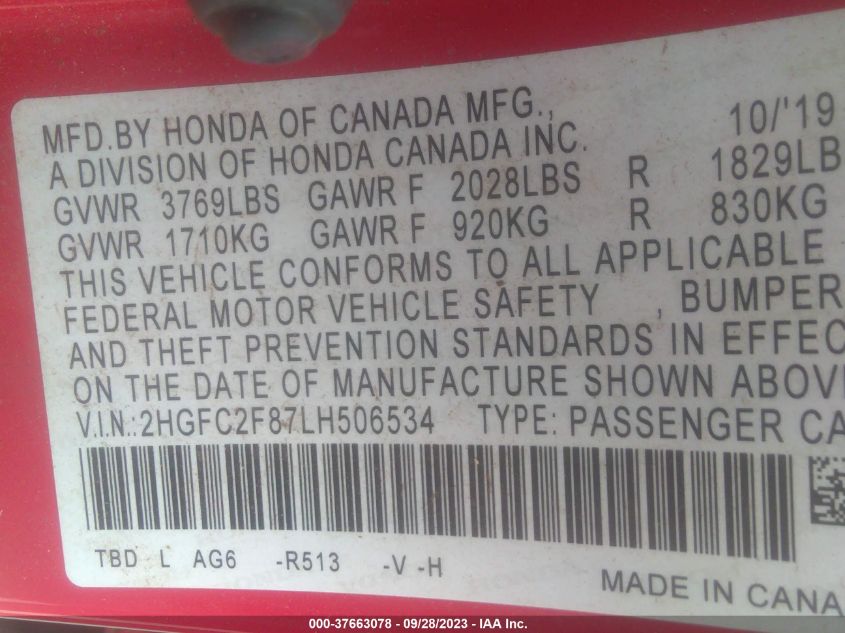 MFD.BY HONDA OF CANADA MFG., 10/'19
A DIVISION OF HONDA CANADA INC.
GVWR 3769LBS GAWR F 2028LBS R 1829LB
GVWR 1710KG GAWR F 920KG R 830KG
THIS VEHICLE CONFORMS TO ALL APPLICABLE
FEDERAL MOTOR VEHICLE SAFETY , BUMPER
AND THEFT PREVENTION STANDARDS IN EFFEC
ON THE DATE OF MANUFACTURE SHOWN ABOV
V.I.N.:2HGFC2F87LH506534 TYPE: PASSENGER CA
TBD L AG6 -R513 -V -H
MADE IN CANA
000-37663078 - 09/28/2023 - IAA Inc.